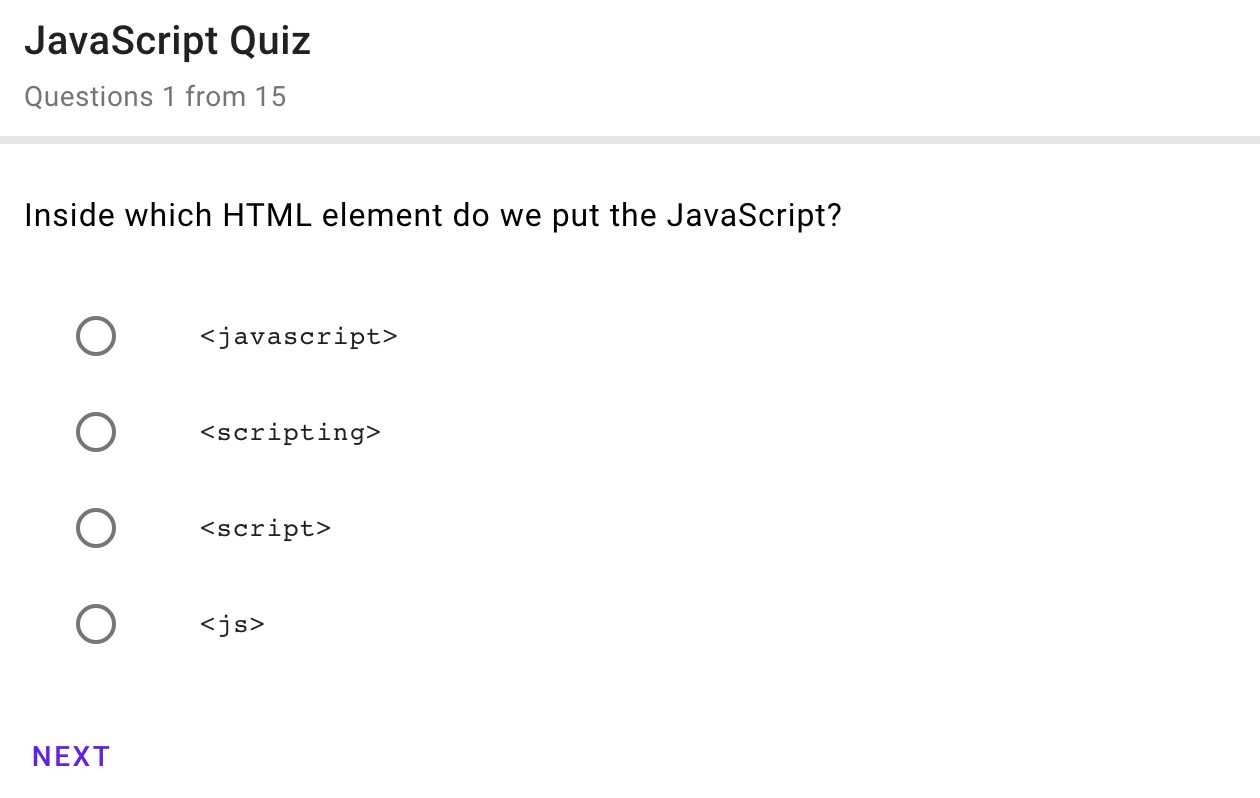 JavaScript Quiz
Questions 1 from 15
Inside which HTML element do we put the JavaScript?
<javascript>
<scripting>
<script>
<js>
NEXT